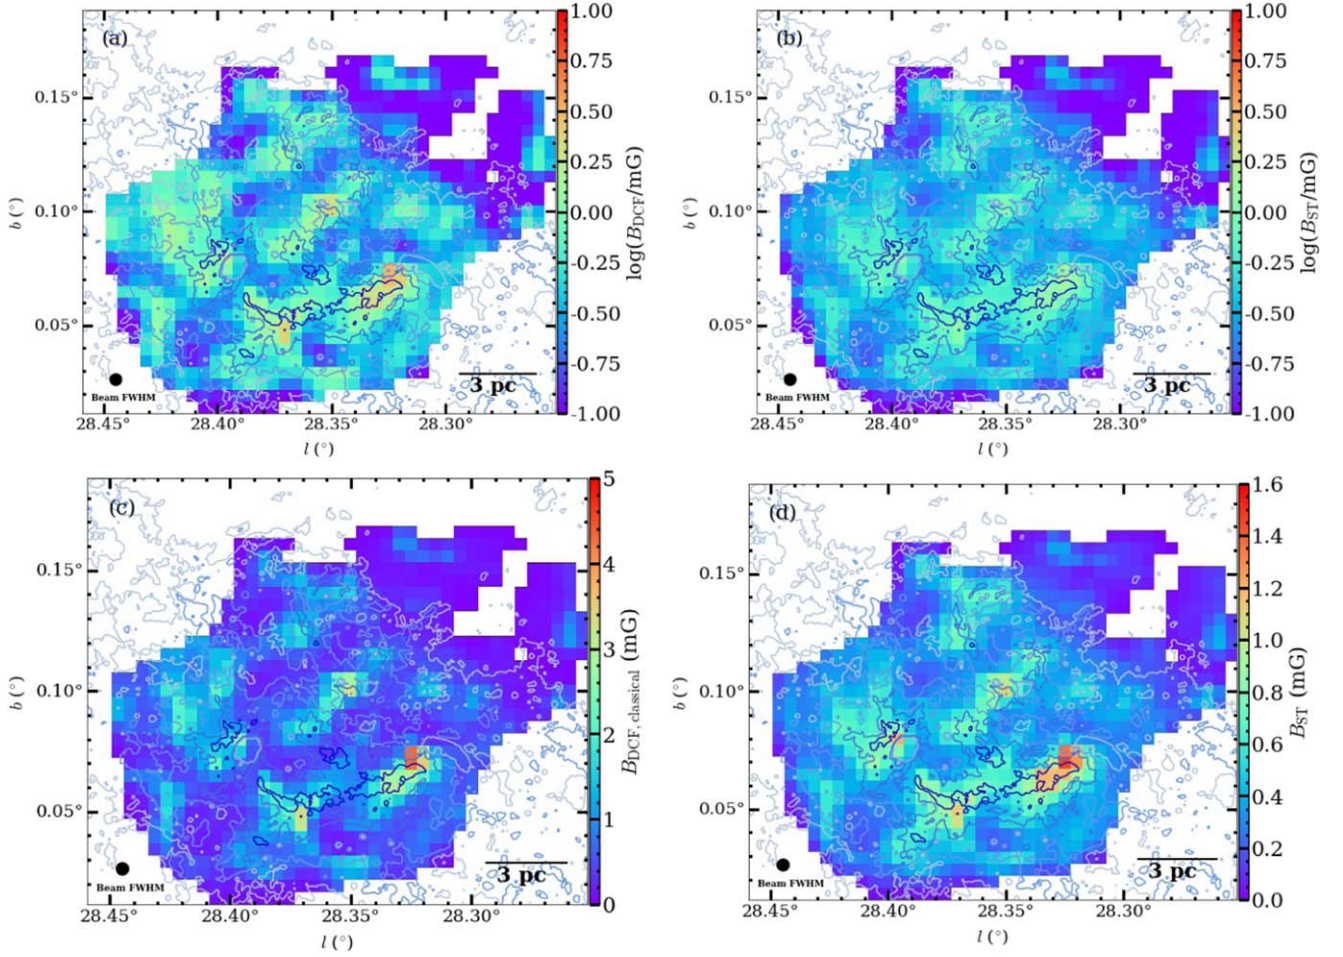 (a)
0.15°
0.10°
0.05°
b (°)
28.45°
28.40°
28.35°
28.30°
l (°)
Beam FWHM
3 pc
1.00
0.75
0.50
0.25
0.00
-0.25
-0.50
-0.75
-1.00
log(B_DCF/mG)
(b)
0.15°
0.10°
0.05°
b (°)
28.45°
28.40°
28.35°
28.30°
l (°)
Beam FWHM
3 pc
1.00
0.75
0.50
0.25
0.00
-0.25
-0.50
-0.75
-1.00
log(B_ST/mG)
(c)
0.15°
0.10°
0.05°
b (°)
28.45°
28.40°
28.35°
28.30°
l (°)
Beam FWHM
3 pc
5
4
3
2
1
0
B_DCF, classical (mG)
(d)
0.15°
0.10°
0.05°
b (°)
28.45°
28.40°
28.35°
28.30°
l (°)
Beam FWHM
3 pc
1.6
1.4
1.2
1.0
0.8
0.6
0.4
0.2
0.0
B_ST (mG)